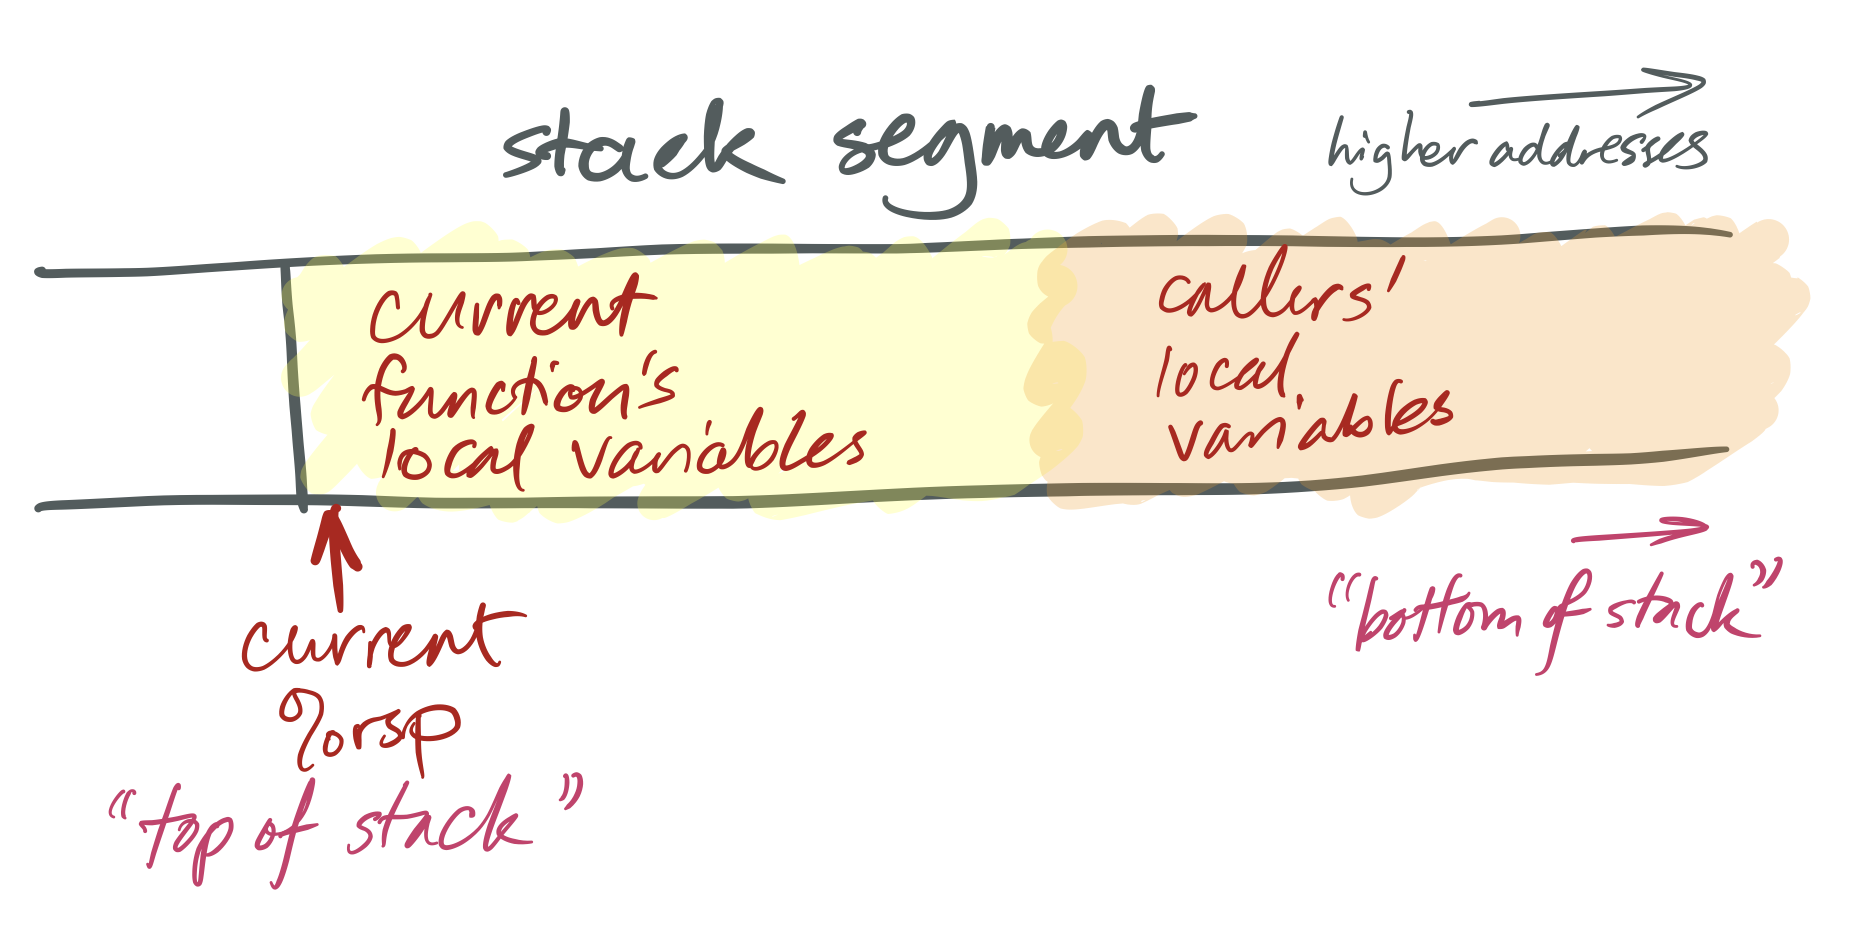 stack segment
higher addresses
current
function's
local variables
callers'
local
variables
current
%rsp
"top of stack"
"bottom of stack"